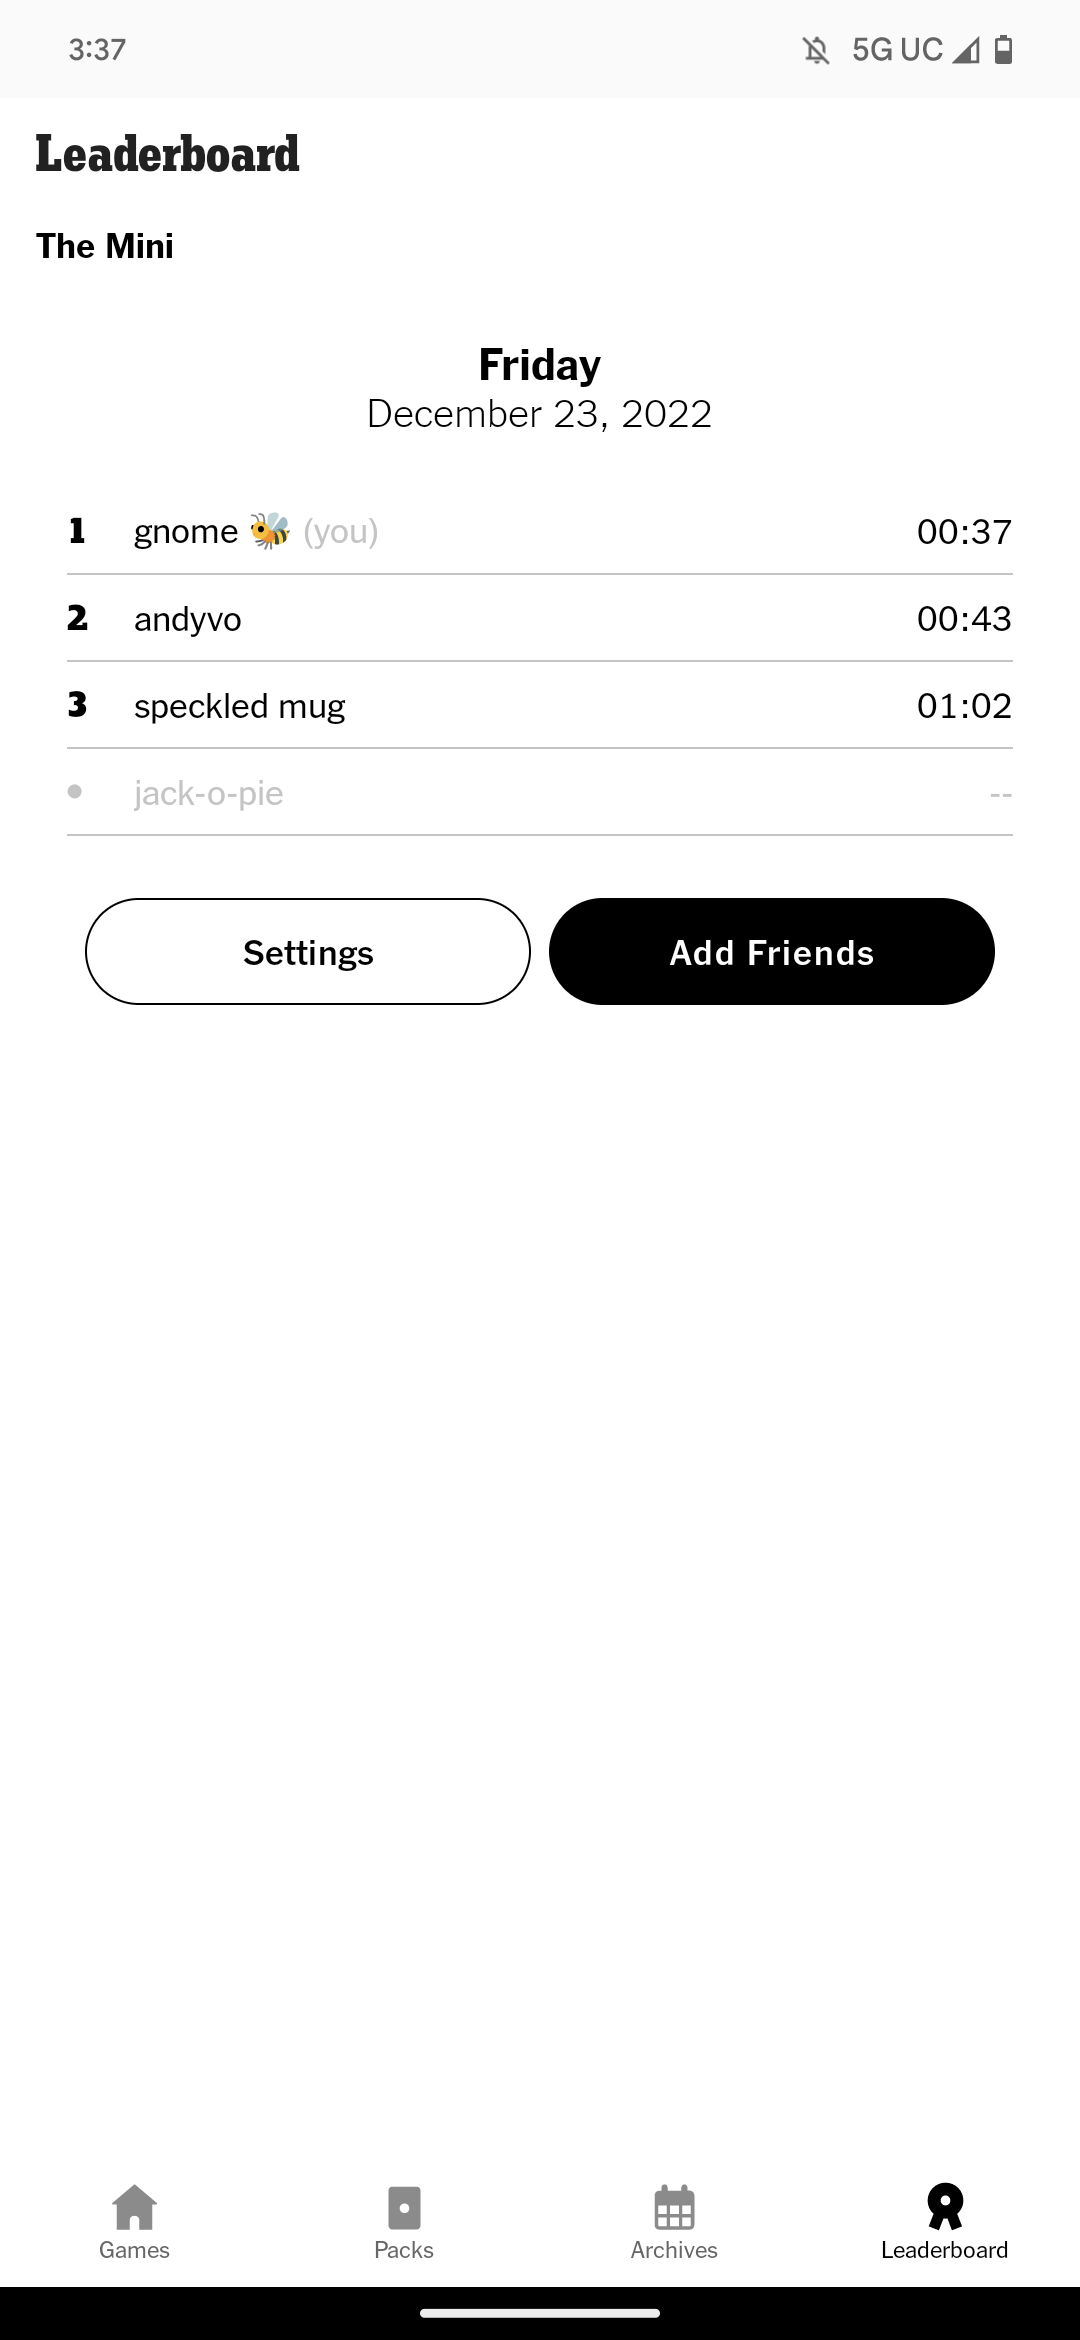 3:37 5G UC
Leaderboard
The Mini
Friday
December 23, 2022
1 gnome 🐝 (you) 00:37
2 andyvo 00:43
3 speckled mug 01:02
• jack-o-pie --
Settings Add Friends
Games Packs Archives Leaderboard